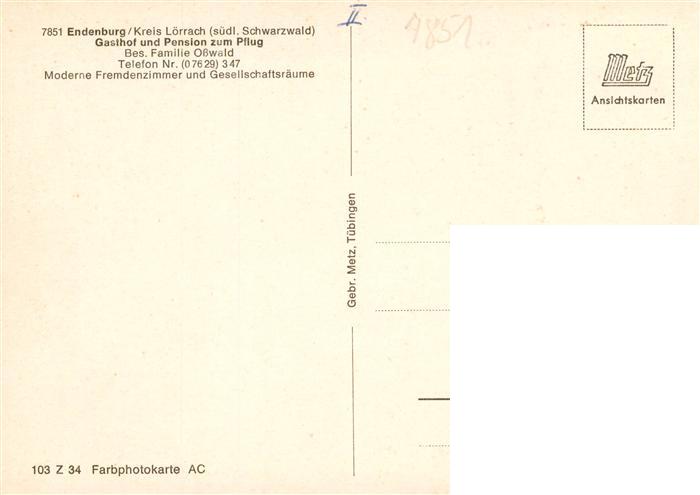 7851 Endenburg/Kreis Lörrach (südl. Schwarzwald)
Gasthof und Pension zum Pflug
Bes. Familie Oßwald
Telefon Nr. (07629) 347
Moderne Fremdenzimmer und Gesellschaftsräume
II.
7851
Metz
Ansichtskarten
Gebr. Metz, Tübingen
103 Z 34 Farbphotokarte AC